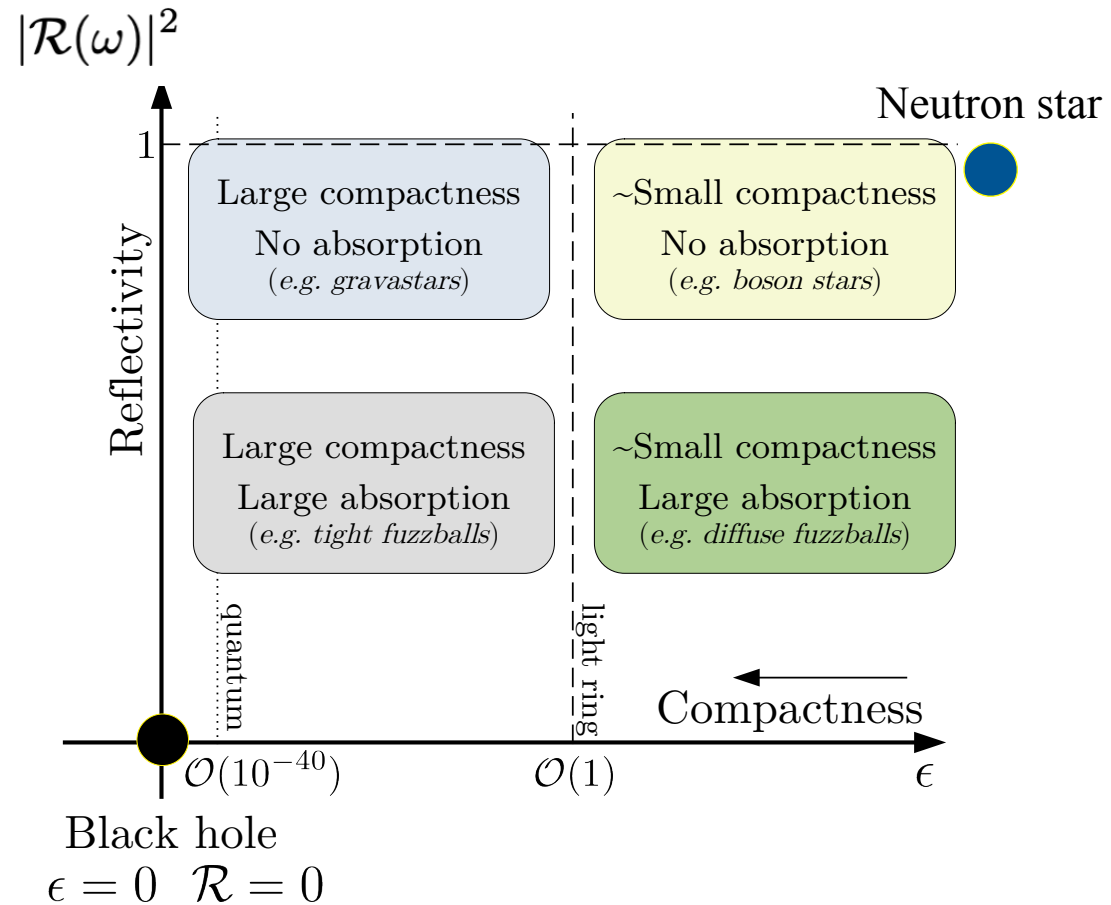 |ℛ(ω)|²
Neutron star
1
Reflectivity
Large compactness
No absorption
(e.g. gravastars)
~Small compactness
No absorption
(e.g. boson stars)
Large compactness
Large absorption
(e.g. tight fuzzballs)
~Small compactness
Large absorption
(e.g. diffuse fuzzballs)
quantum
light ring
Compactness
𝒪(10⁻⁴⁰)
𝒪(1)
ϵ
Black hole
ϵ = 0 ℛ = 0